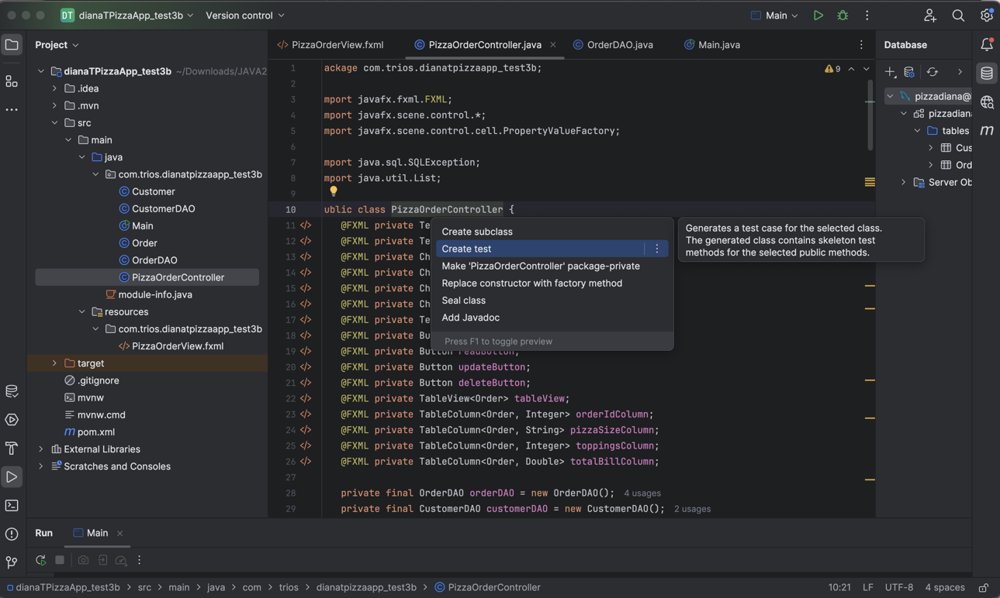 DT dianaTPizzaApp_test3b Version control Main
Project
dianaTPizzaApp_test3b ~/Downloads/JAVA2
.idea
.mvn
src
main
java
com.trios.dianatpizzaapp_test3b
Customer
CustomerDAO
Main
Order
OrderDAO
PizzaOrderController
module-info.java
resources
com.trios.dianatpizzaapp_test3b
PizzaOrderView.fxml
target
.gitignore
mvnw
mvnw.cmd
pom.xml
External Libraries
Scratches and Consoles
PizzaOrderView.fxml PizzaOrderController.java OrderDAO.java Main.java
9
1 ackage com.trios.dianatpizzaapp_test3b;
2
3 mport javafx.fxml.FXML;
4 mport javafx.scene.control.*;
5 mport javafx.scene.control.cell.PropertyValueFactory;
6
7 mport java.sql.SQLException;
8 mport java.util.List;
9
10 ublic class PizzaOrderController {
11 @FXML private Te
12 @FXML private Te
13 @FXML private Ch
14 @FXML private Ch
15 @FXML private Ch
16 @FXML private Ch
17 @FXML private Te
18 @FXML private Bu
19 @FXML private Button readButton;
20 @FXML private Button updateButton;
21 @FXML private Button deleteButton;
22 @FXML private TableView<Order> tableView;
23 @FXML private TableColumn<Order, Integer> orderIdColumn;
24 @FXML private TableColumn<Order, String> pizzaSizeColumn;
25 @FXML private TableColumn<Order, Integer> toppingsColumn;
26 @FXML private TableColumn<Order, Double> totalBillColumn;
27
28 private final OrderDAO orderDAO = new OrderDAO(); 4 usages
29 private final CustomerDAO customerDAO = new CustomerDAO(); 2 usages
Create subclass
Create test
Make 'PizzaOrderController' package-private
Replace constructor with factory method
Seal class
Add Javadoc
Press F1 to toggle preview
Generates a test case for the selected class.
The generated class contains skeleton test
methods for the selected public methods.
Database
pizzadiana@
pizzadian
tables
Cus
Ord
Server Ob
Run Main
dianaTPizzaApp_test3b > src > main > java > com > trios > dianatpizzaapp_test3b > PizzaOrderController 10:21 LF UTF-8 4 spaces